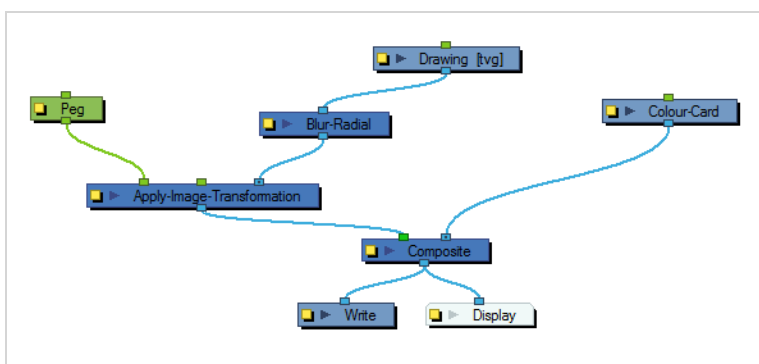 Drawing [tvg]
Peg
Colour-Card
Blur-Radial
Apply-Image-Transformation
Composite
Write
Display